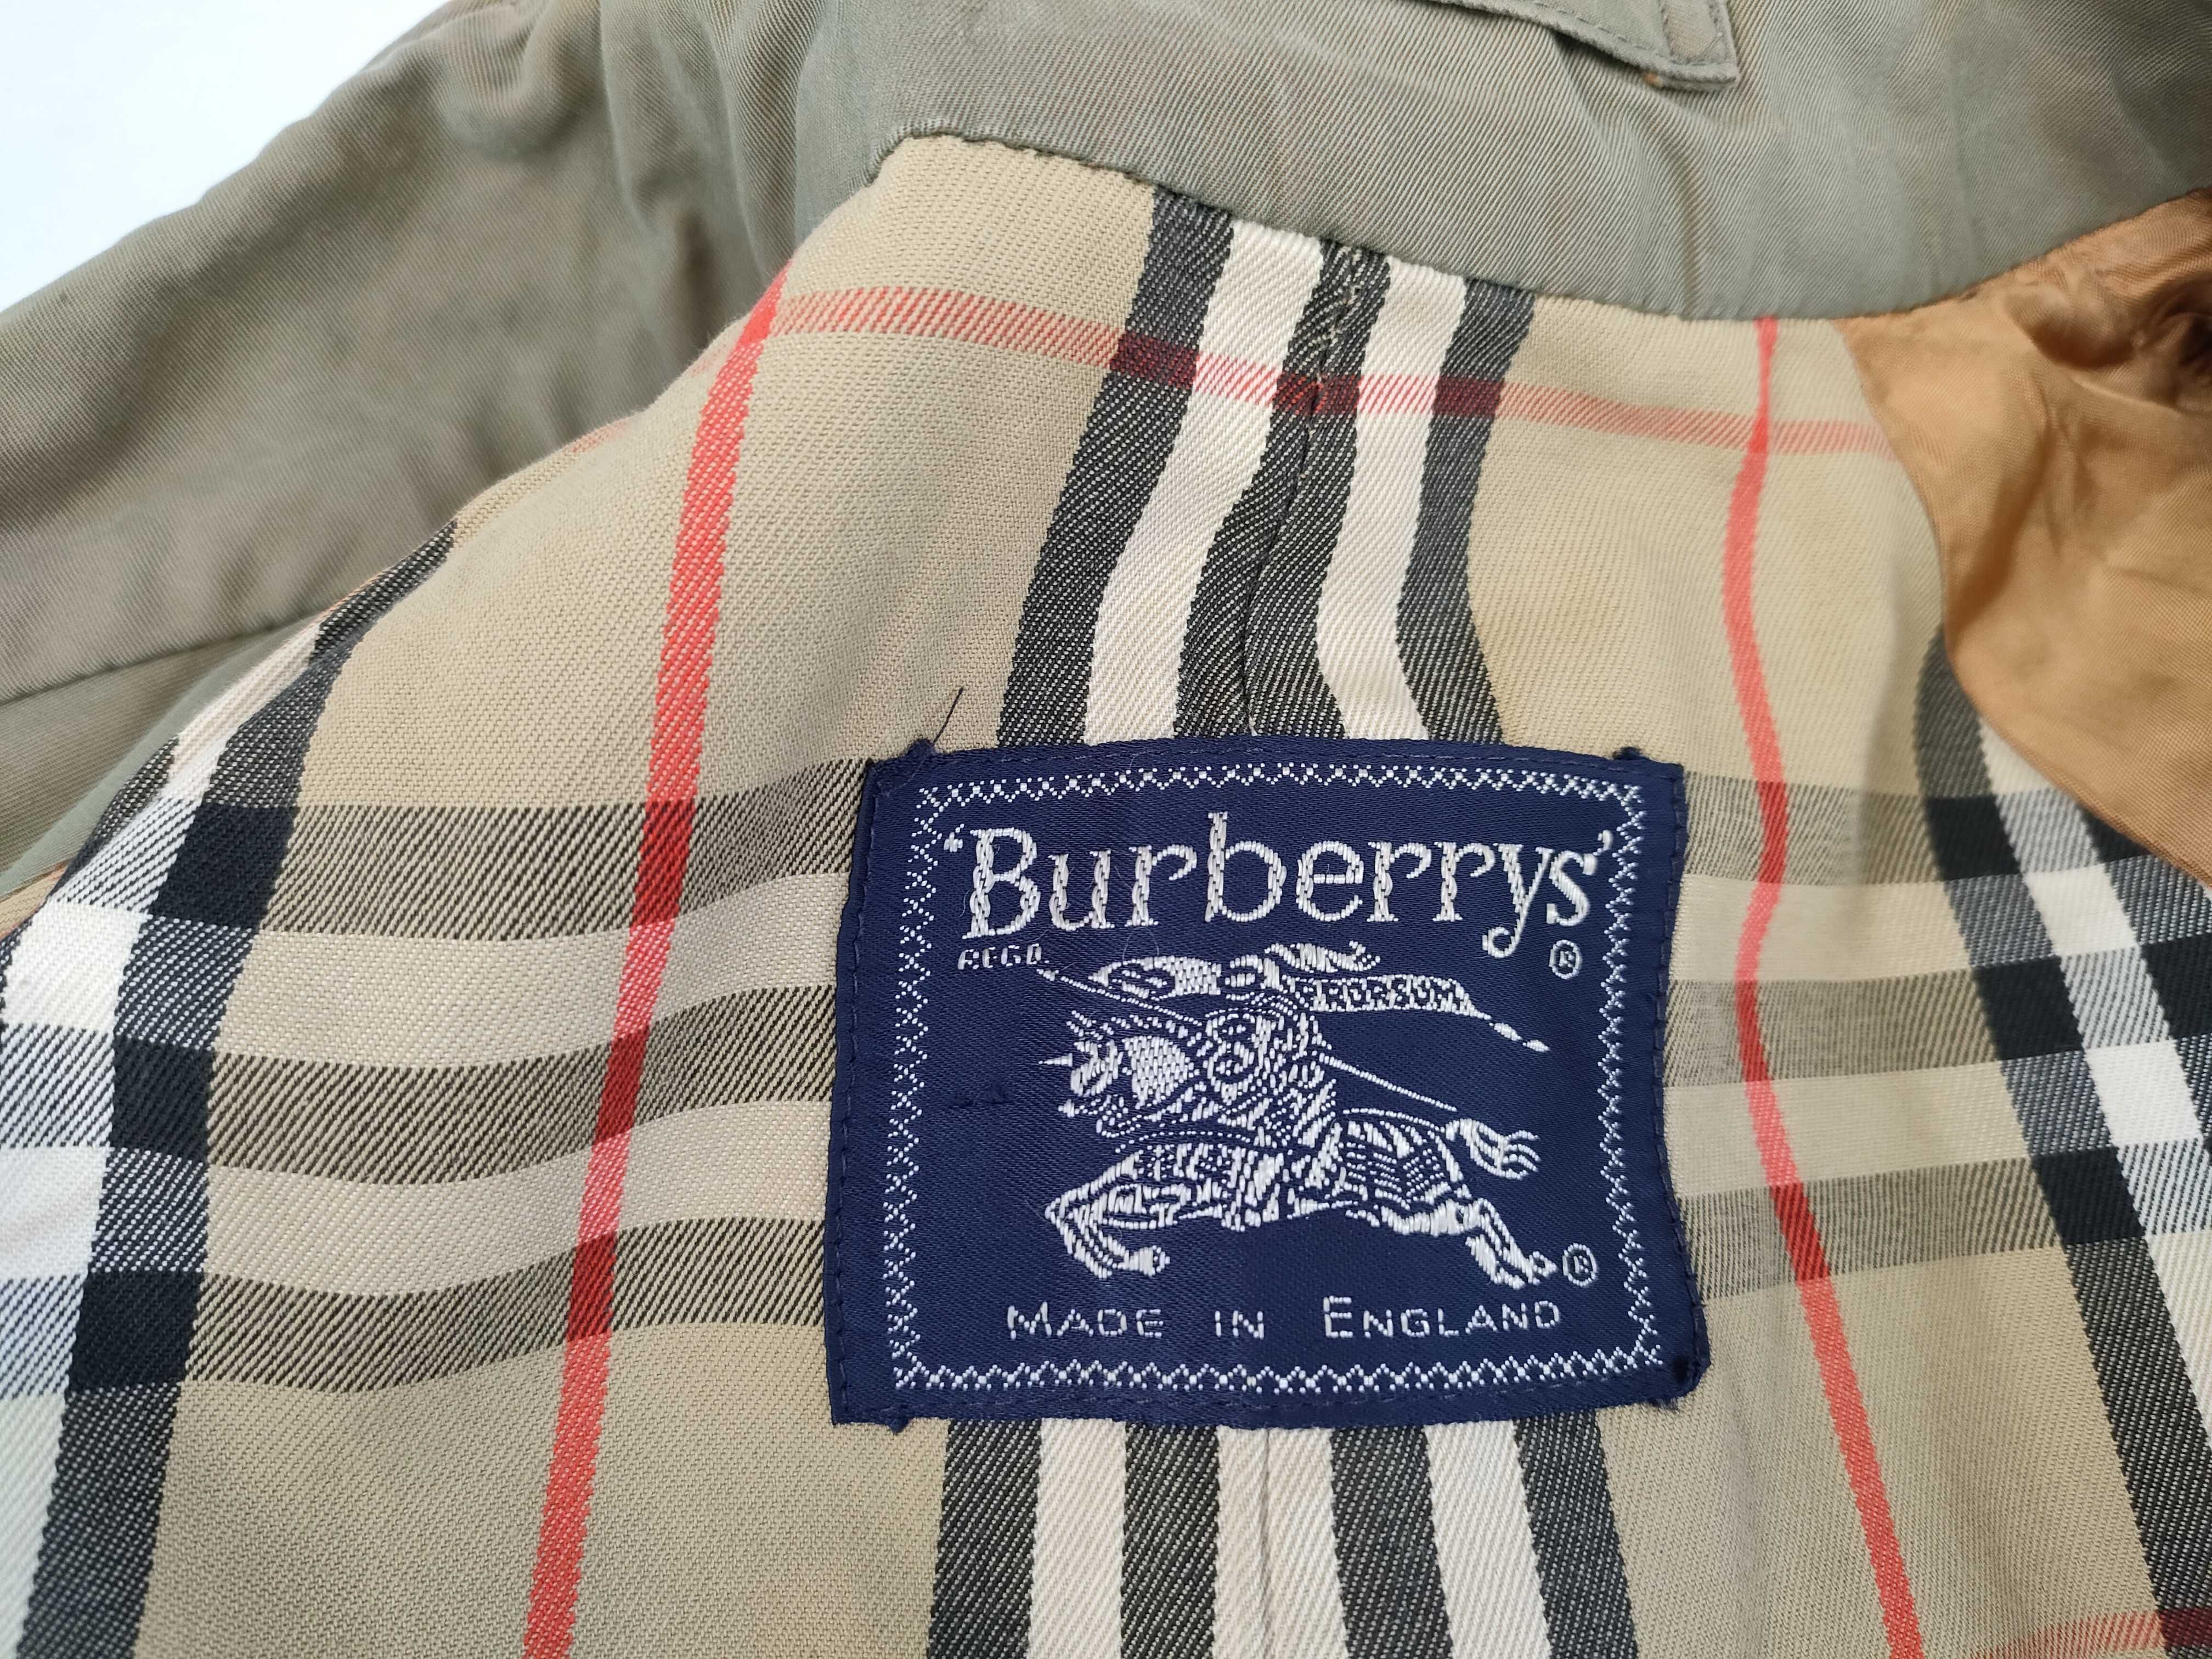 'Burberrys'
REGD. ®
PRORSUM
®
MADE IN ENGLAND